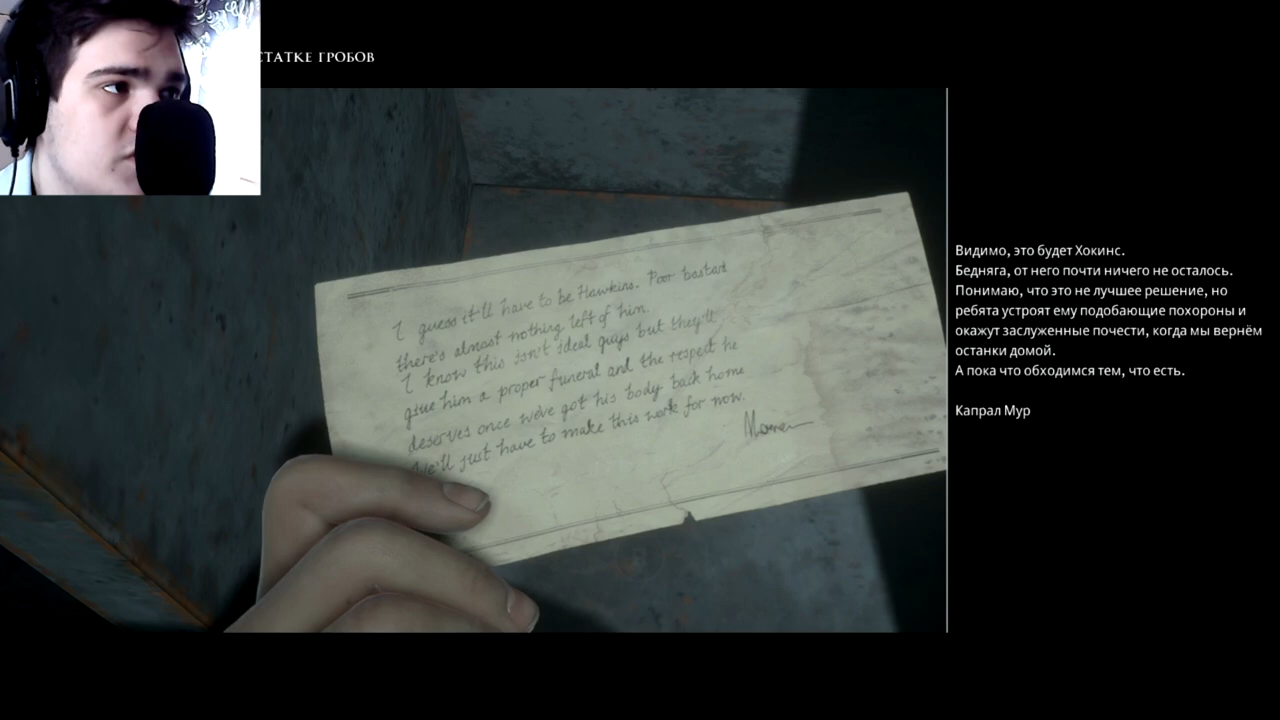 СТАТКЕ ГРОБОВ
I guess it'll have to be Hawkins. Poor bastard
there's almost nothing left of him.
I know this isn't ideal guys but they'll
give him a proper funeral and the respect he
deserves once we've got his body back home
We'll just have to make this work for now.
Видимо, это будет Хокинс.
Бедняга, от него почти ничего не осталось.
Понимаю, что это не лучшее решение, но
ребята устроят ему подобающие похороны и
окажут заслуженные почести, когда мы вернём
останки домой.
А пока что обходимся тем, что есть.
Капрал Мур